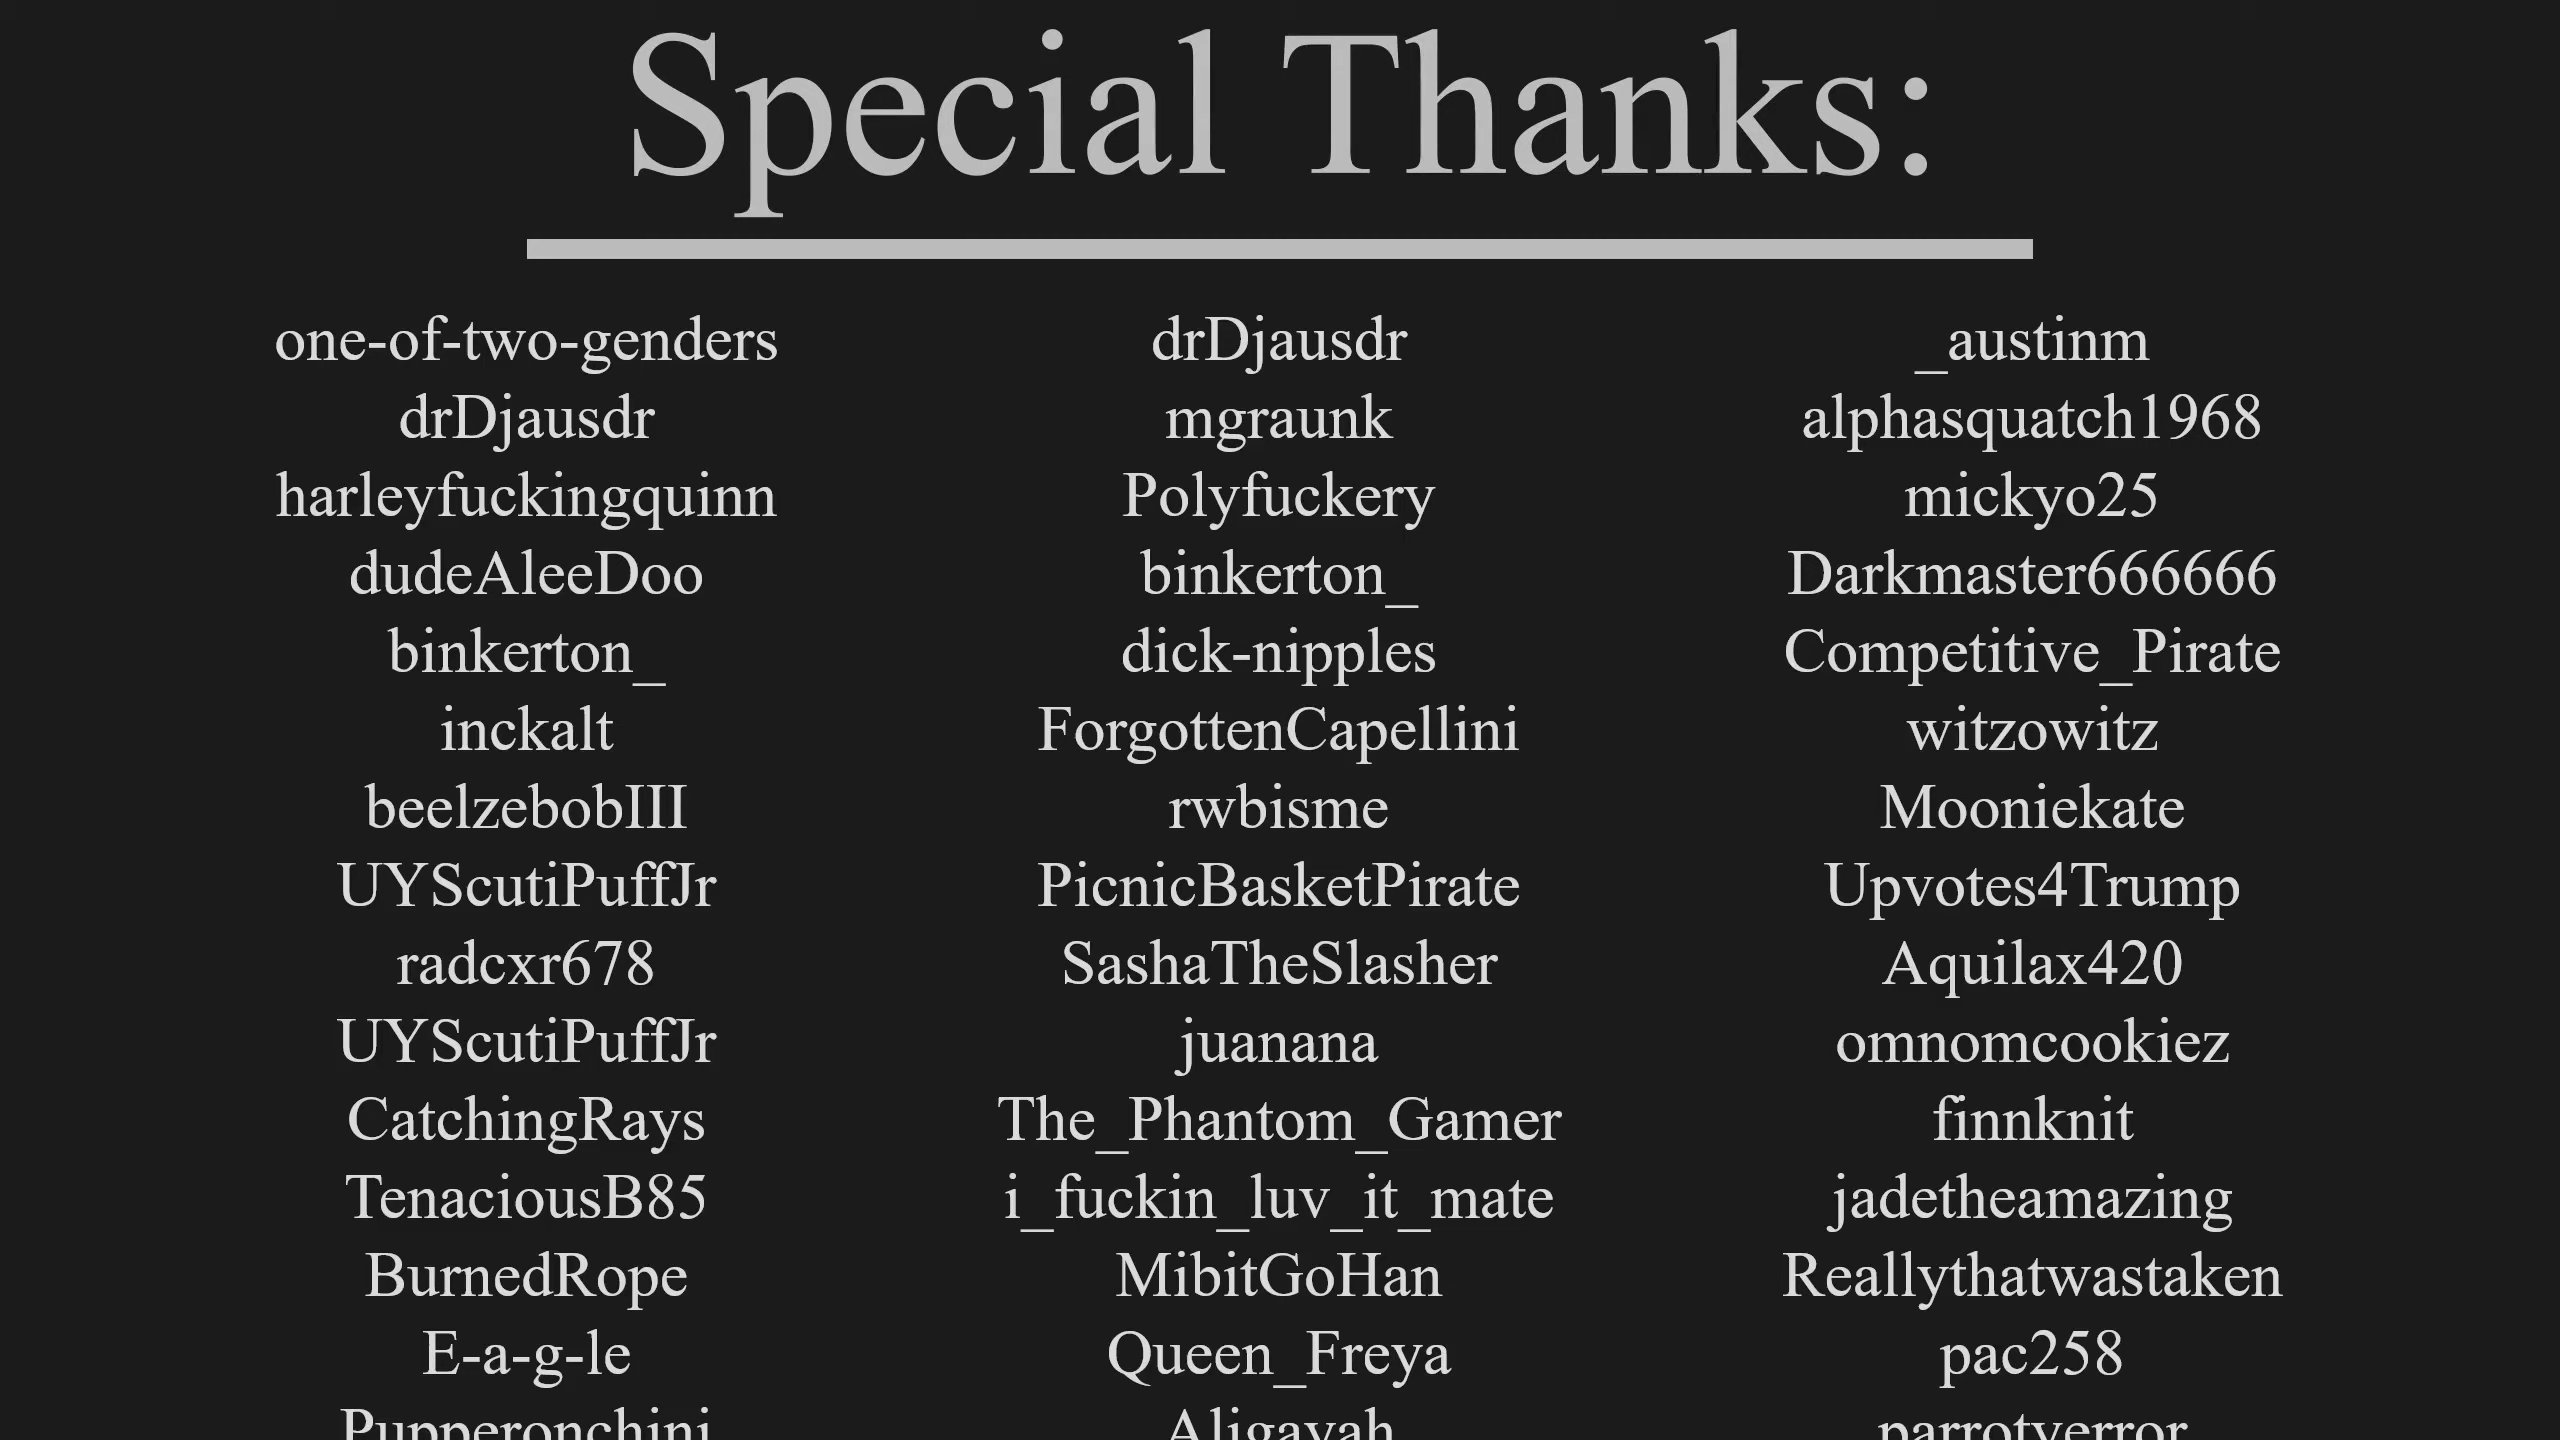 Special Thanks:
one-of-two-genders
drDjausdr
harleyfuckingquinn
dudeAleeDoo
binkerton_
inckalt
beelzebobIII
UYScutiPuffJr
radcxr678
UYScutiPuffJr
CatchingRays
TenaciousB85
BurnedRope
E-a-g-le
Pupperonchini
drDjausdr
mgraunk
Polyfuckery
binkerton_
dick-nipples
ForgottenCapellini
rwbisme
PicnicBasketPirate
SashaTheSlasher
juanana
The_Phantom_Gamer
i_fuckin_luv_it_mate
MibitGoHan
Queen_Freya
_austinm
alphasquatch1968
mickyo25
Darkmaster666666
Competitive_Pirate
witzowitz
Mooniekate
Upvotes4Trump
Aquilax420
omnomcookiez
finnknit
jadetheamazing
Reallythatwastaken
pac258
parrotyerror